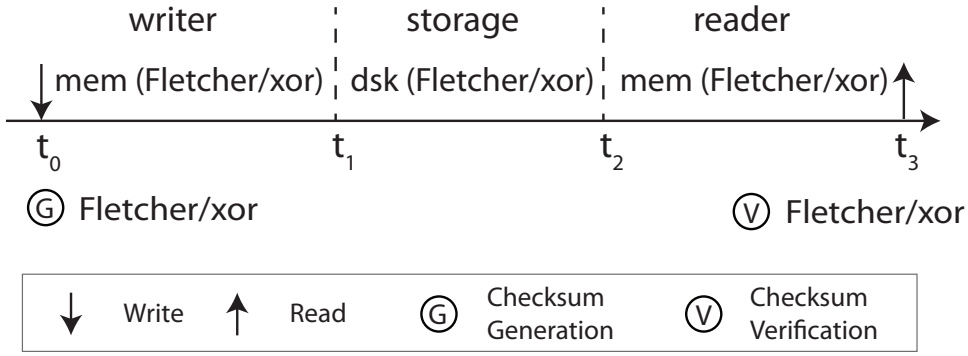 writer storage reader
mem (Fletcher/xor) dsk (Fletcher/xor) mem (Fletcher/xor)
t0 t1 t2 t3
G Fletcher/xor V Fletcher/xor
Write Read G Checksum Generation V Checksum Verification